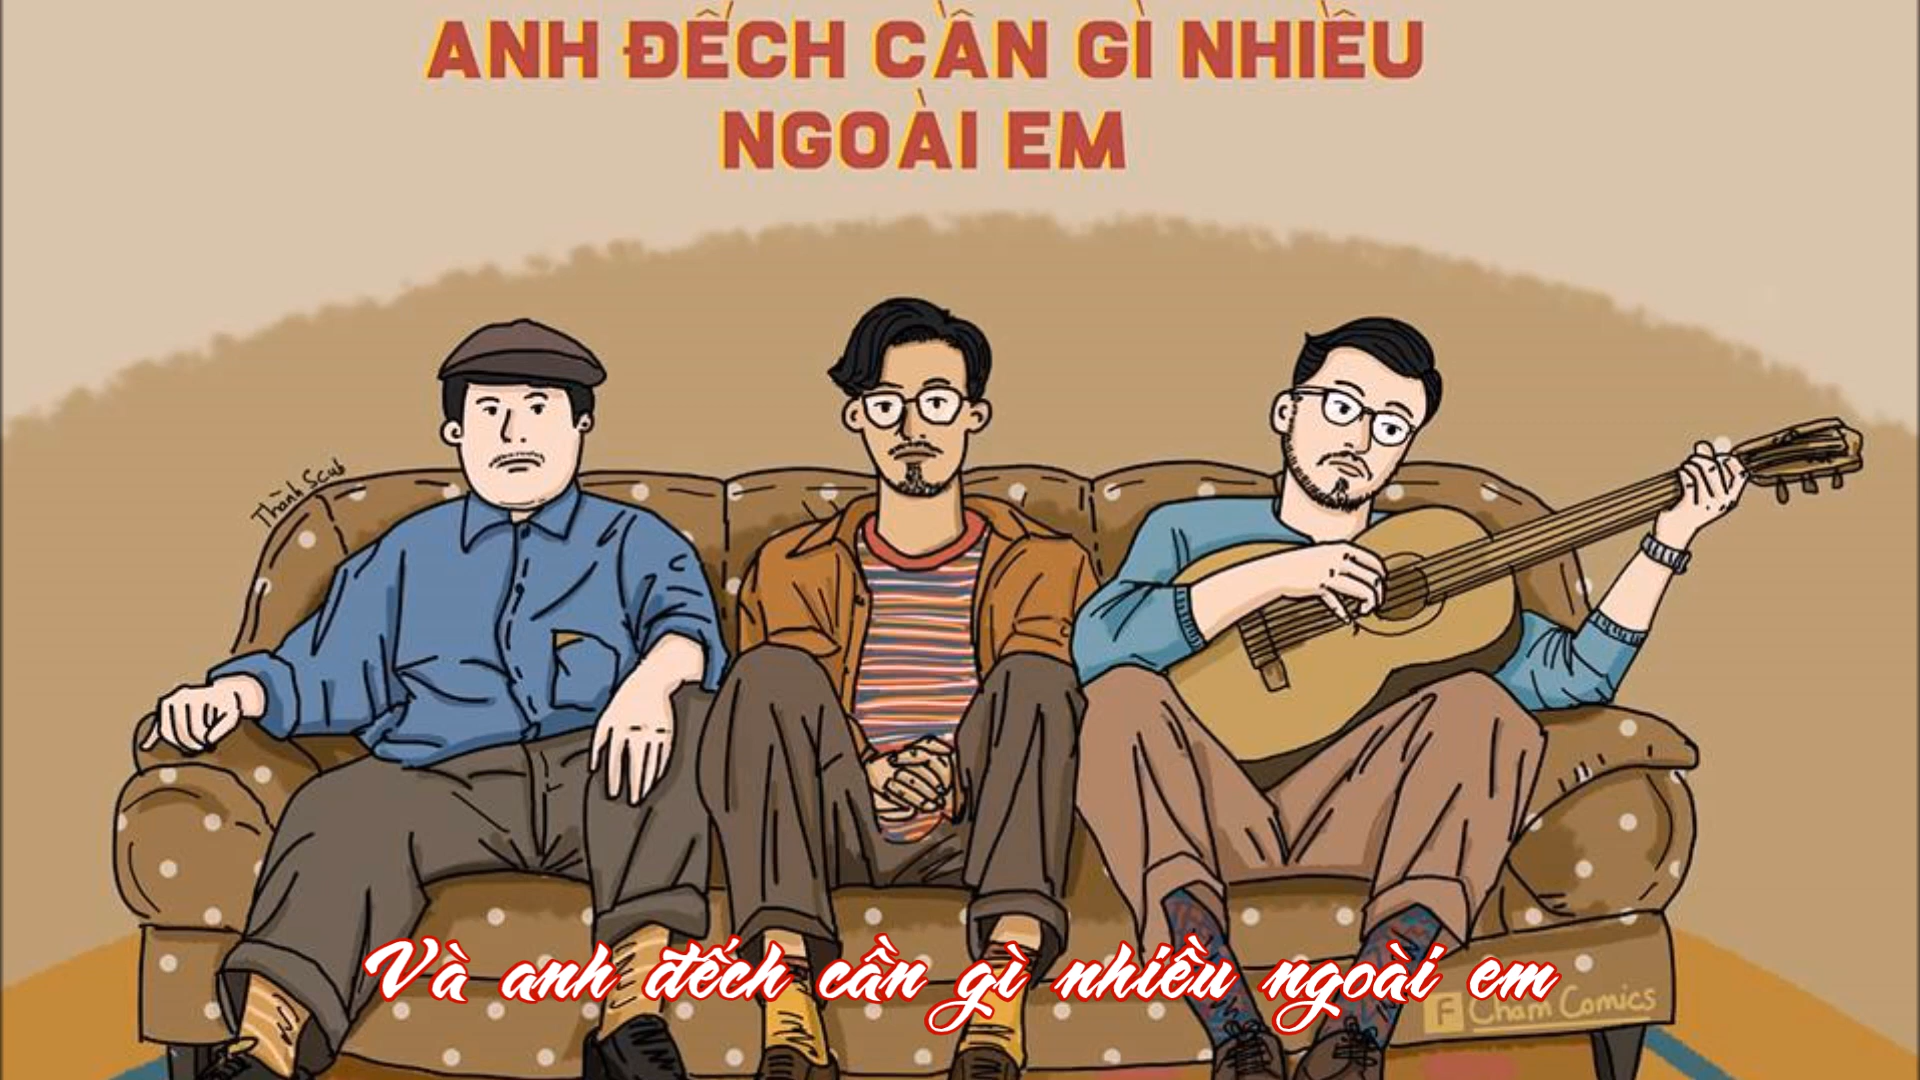 ANH ĐẾCH CẦN GÌ NHIỀU
NGOÀI EM
Thành Scub
Và anh đếch cần gì nhiều ngoài em
F Cham Comics